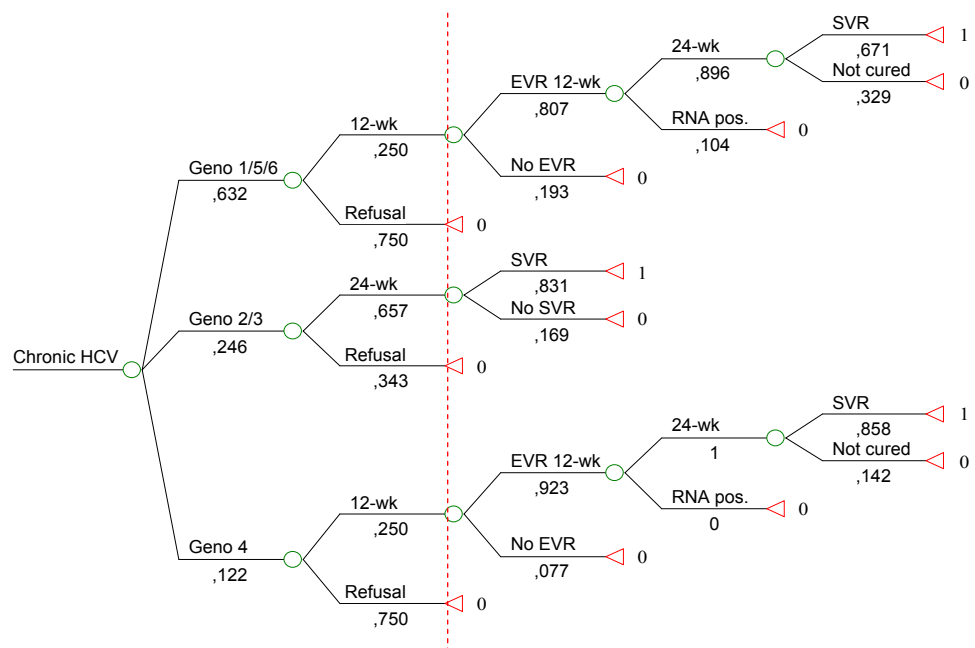 SVR
,671
1
Not cured
,329
0
24-wk
,896
RNA pos.
,104
0
EVR 12-wk
,807
No EVR
,193
0
12-wk
,250
Refusal
,750
0
Geno 1/5/6
,632
SVR
,831
1
No SVR
,169
0
24-wk
,657
Refusal
,343
0
Geno 2/3
,246
Chronic HCV
SVR
,858
1
Not cured
,142
0
24-wk
1
RNA pos.
0
0
EVR 12-wk
,923
No EVR
,077
0
12-wk
,250
Refusal
,750
0
Geno 4
,122